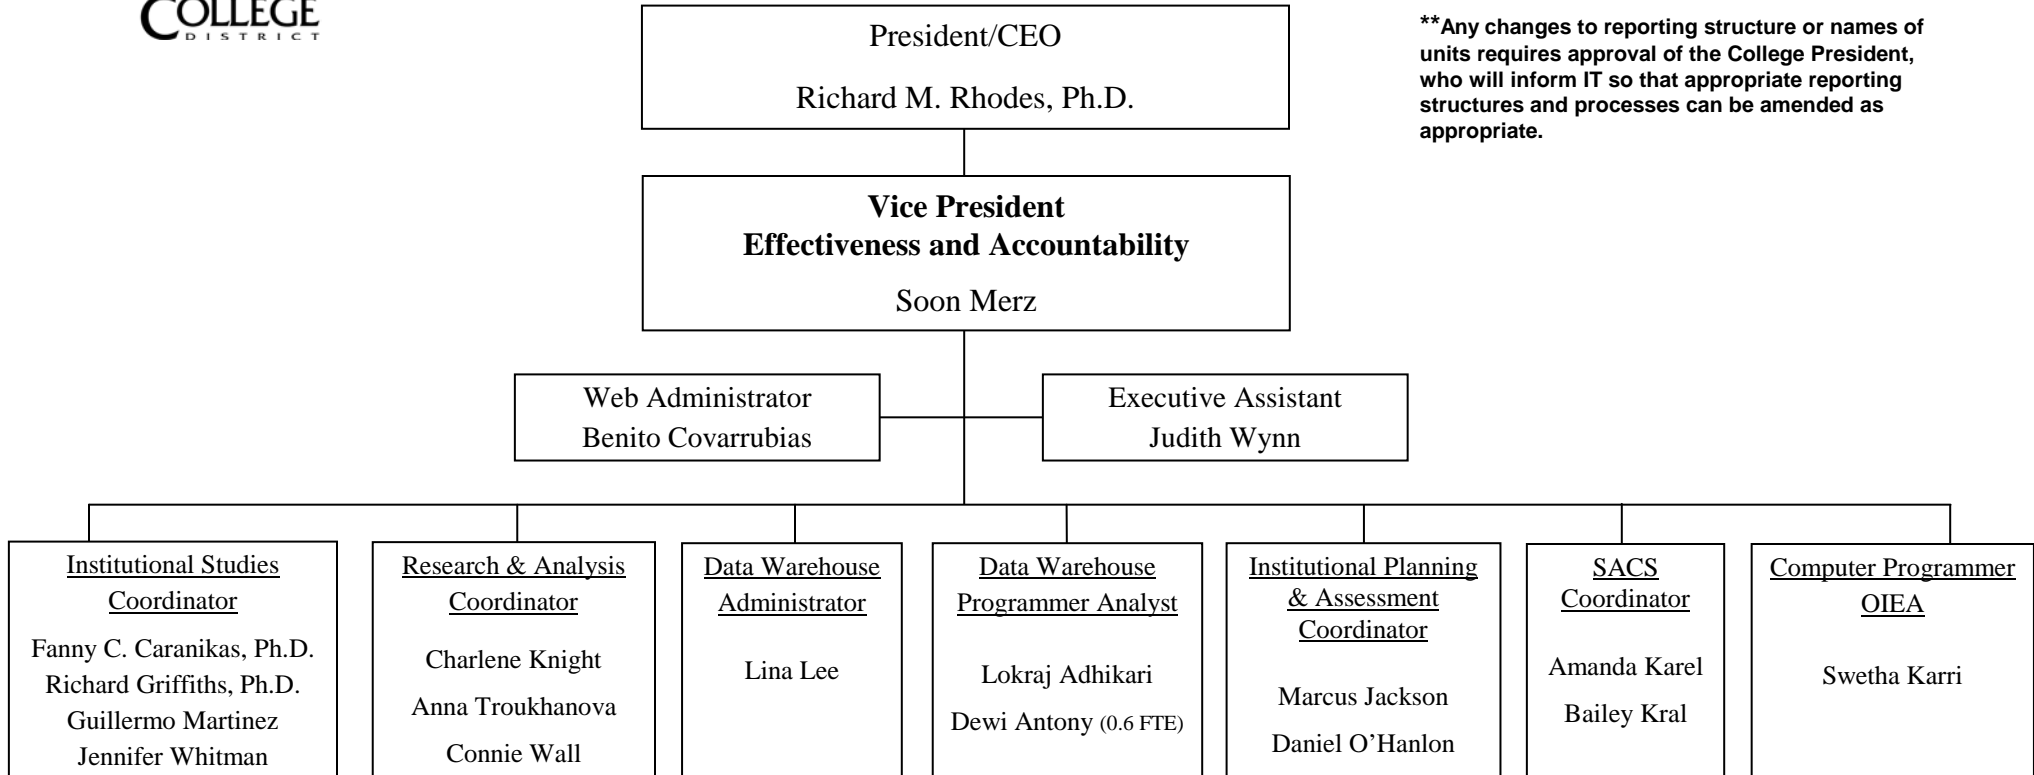 COLLEGE
DISTRICT
President/CEO
Richard M. Rhodes, Ph.D.
**Any changes to reporting structure or names of
units requires approval of the College President,
who will inform IT so that appropriate reporting
structures and processes can be amended as
appropriate.
Vice President
Effectiveness and Accountability
Soon Merz
Web Administrator
Benito Covarrubias
Executive Assistant
Judith Wynn
Institutional Studies
Coordinator
Fanny C. Caranikas, Ph.D.
Richard Griffiths, Ph.D.
Guillermo Martinez
Jennifer Whitman
Research & Analysis
Coordinator
Charlene Knight
Anna Troukhanova
Connie Wall
Data Warehouse
Administrator
Lina Lee
Data Warehouse
Programmer Analyst
Lokraj Adhikari
Dewi Antony (0.6 FTE)
Institutional Planning
& Assessment
Coordinator
Marcus Jackson
Daniel O’Hanlon
SACS
Coordinator
Amanda Karel
Bailey Kral
Computer Programmer
OIEA
Swetha Karri